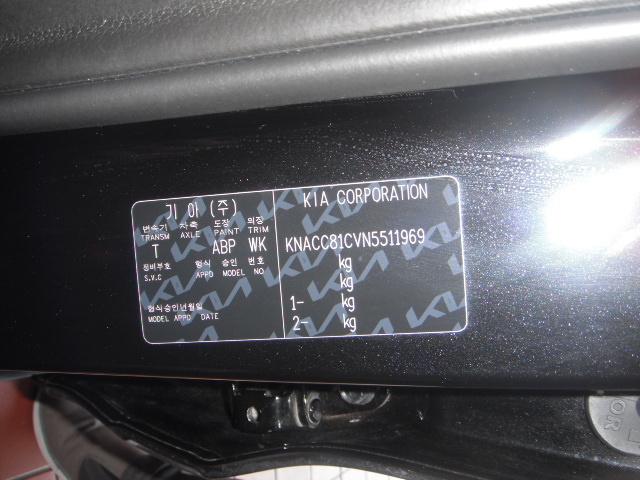 기 아 (주)
KIA CORPORATION
변속기 차축 도장 의장
TRANSM AXLE PAINT TRIM
T ABP WK
KNACC81CVN5511969
정비부호 형식 승인 번호
S.V.C APPD MODEL NO
kg
kg
형식승인년월일
MODEL APPD DATE
1- kg
2- kg
OR